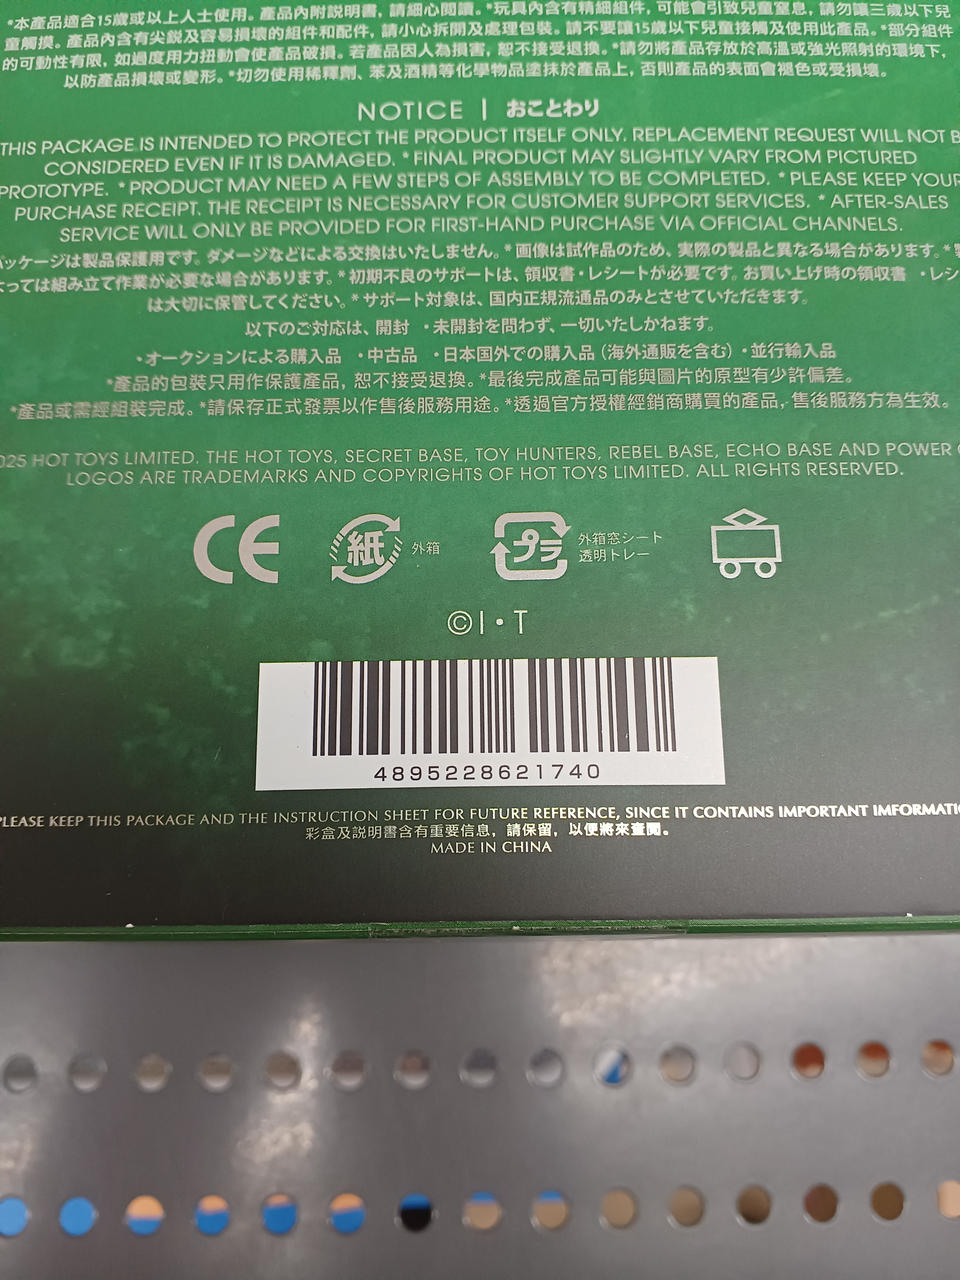 *本產品適合15歲或以上人士使用。產品內附說明書,請細心閱讀。*玩具內含有精細組件,可能會引致兒童窒息,請勿讓三歲以下兒
童觸摸。產品內含有尖銳及容易損壞的組件和配件,請小心拆開及處理包裝。請不要讓15歲以下兒童接觸及使用此產品。*部分組件
的可動性有限,如過度用力扭動會使產品破損。若產品因人為損害,恕不接受退換。*請勿將產品存放於高溫或強光照射的環境下,
以防產品損壞或變形。*切勿使用稀釋劑、苯及酒精等化學物品塗抹於產品上,否則產品的表面會褪色或受損壞。
NOTICE | おことわり
THIS PACKAGE IS INTENDED TO PROTECT THE PRODUCT ITSELF ONLY. REPLACEMENT REQUEST WILL NOT B
CONSIDERED EVEN IF IT IS DAMAGED. *FINAL PRODUCT MAY SLIGHTLY VARY FROM PICTURED
PROTOTYPE. *PRODUCT MAY NEED A FEW STEPS OF ASSEMBLY TO BE COMPLETED. *PLEASE KEEP YOUR
PURCHASE RECEIPT. THE RECEIPT IS NECESSARY FOR CUSTOMER SUPPORT SERVICES. * AFTER-SALES
SERVICE WILL ONLY BE PROVIDED FOR FIRST-HAND PURCHASE VIA OFFICIAL CHANNELS.
パッケージは製品保護用です。ダメージなどによる交換はいたしません。*画像は試作品のため、実際の製品と異なる場合があります。*製
よっては組み立て作業が必要な場合があります。*初期不良のサポートは、領収書・レシートが必要です。お買い上げ時の領収書 ・レシ
は大切に保管してください。*サポート対象は、国内正規流通品のみとさせていただきます。
以下のご対応は、開封 ・未開封を問わず、一切いたしかねます。
・オークションによる購入品 ・中古品 ・日本国外での購入品(海外通販を含む)・並行輸入品
*產品的包裝只用作保護產品,恕不接受退換。*最後完成產品可能與圖片的原型有少許偏差。
*產品或需經組裝完成。*請保存正式發票以作售後服務用途。*透過官方授權經銷商購買的產品,售後服務方為生效。
025 HOT TOYS LIMITED. THE HOT TOYS, SECRET BASE, TOY HUNTERS, REBEL BASE, ECHO BASE AND POWER
LOGOS ARE TRADEMARKS AND COPYRIGHTS OF HOT TOYS LIMITED. ALL RIGHTS RESERVED.
CE 紙 外箱 プラ 外箱窓シート
透明トレー
©I・T
4895228621740
PLEASE KEEP THIS PACKAGE AND THE INSTRUCTION SHEET FOR FUTURE REFERENCE, SINCE IT CONTAINS IMPORTANT IMFORMATIO
彩盒及說明書含有重要信息,請保留,以便將來查閱。
MADE IN CHINA